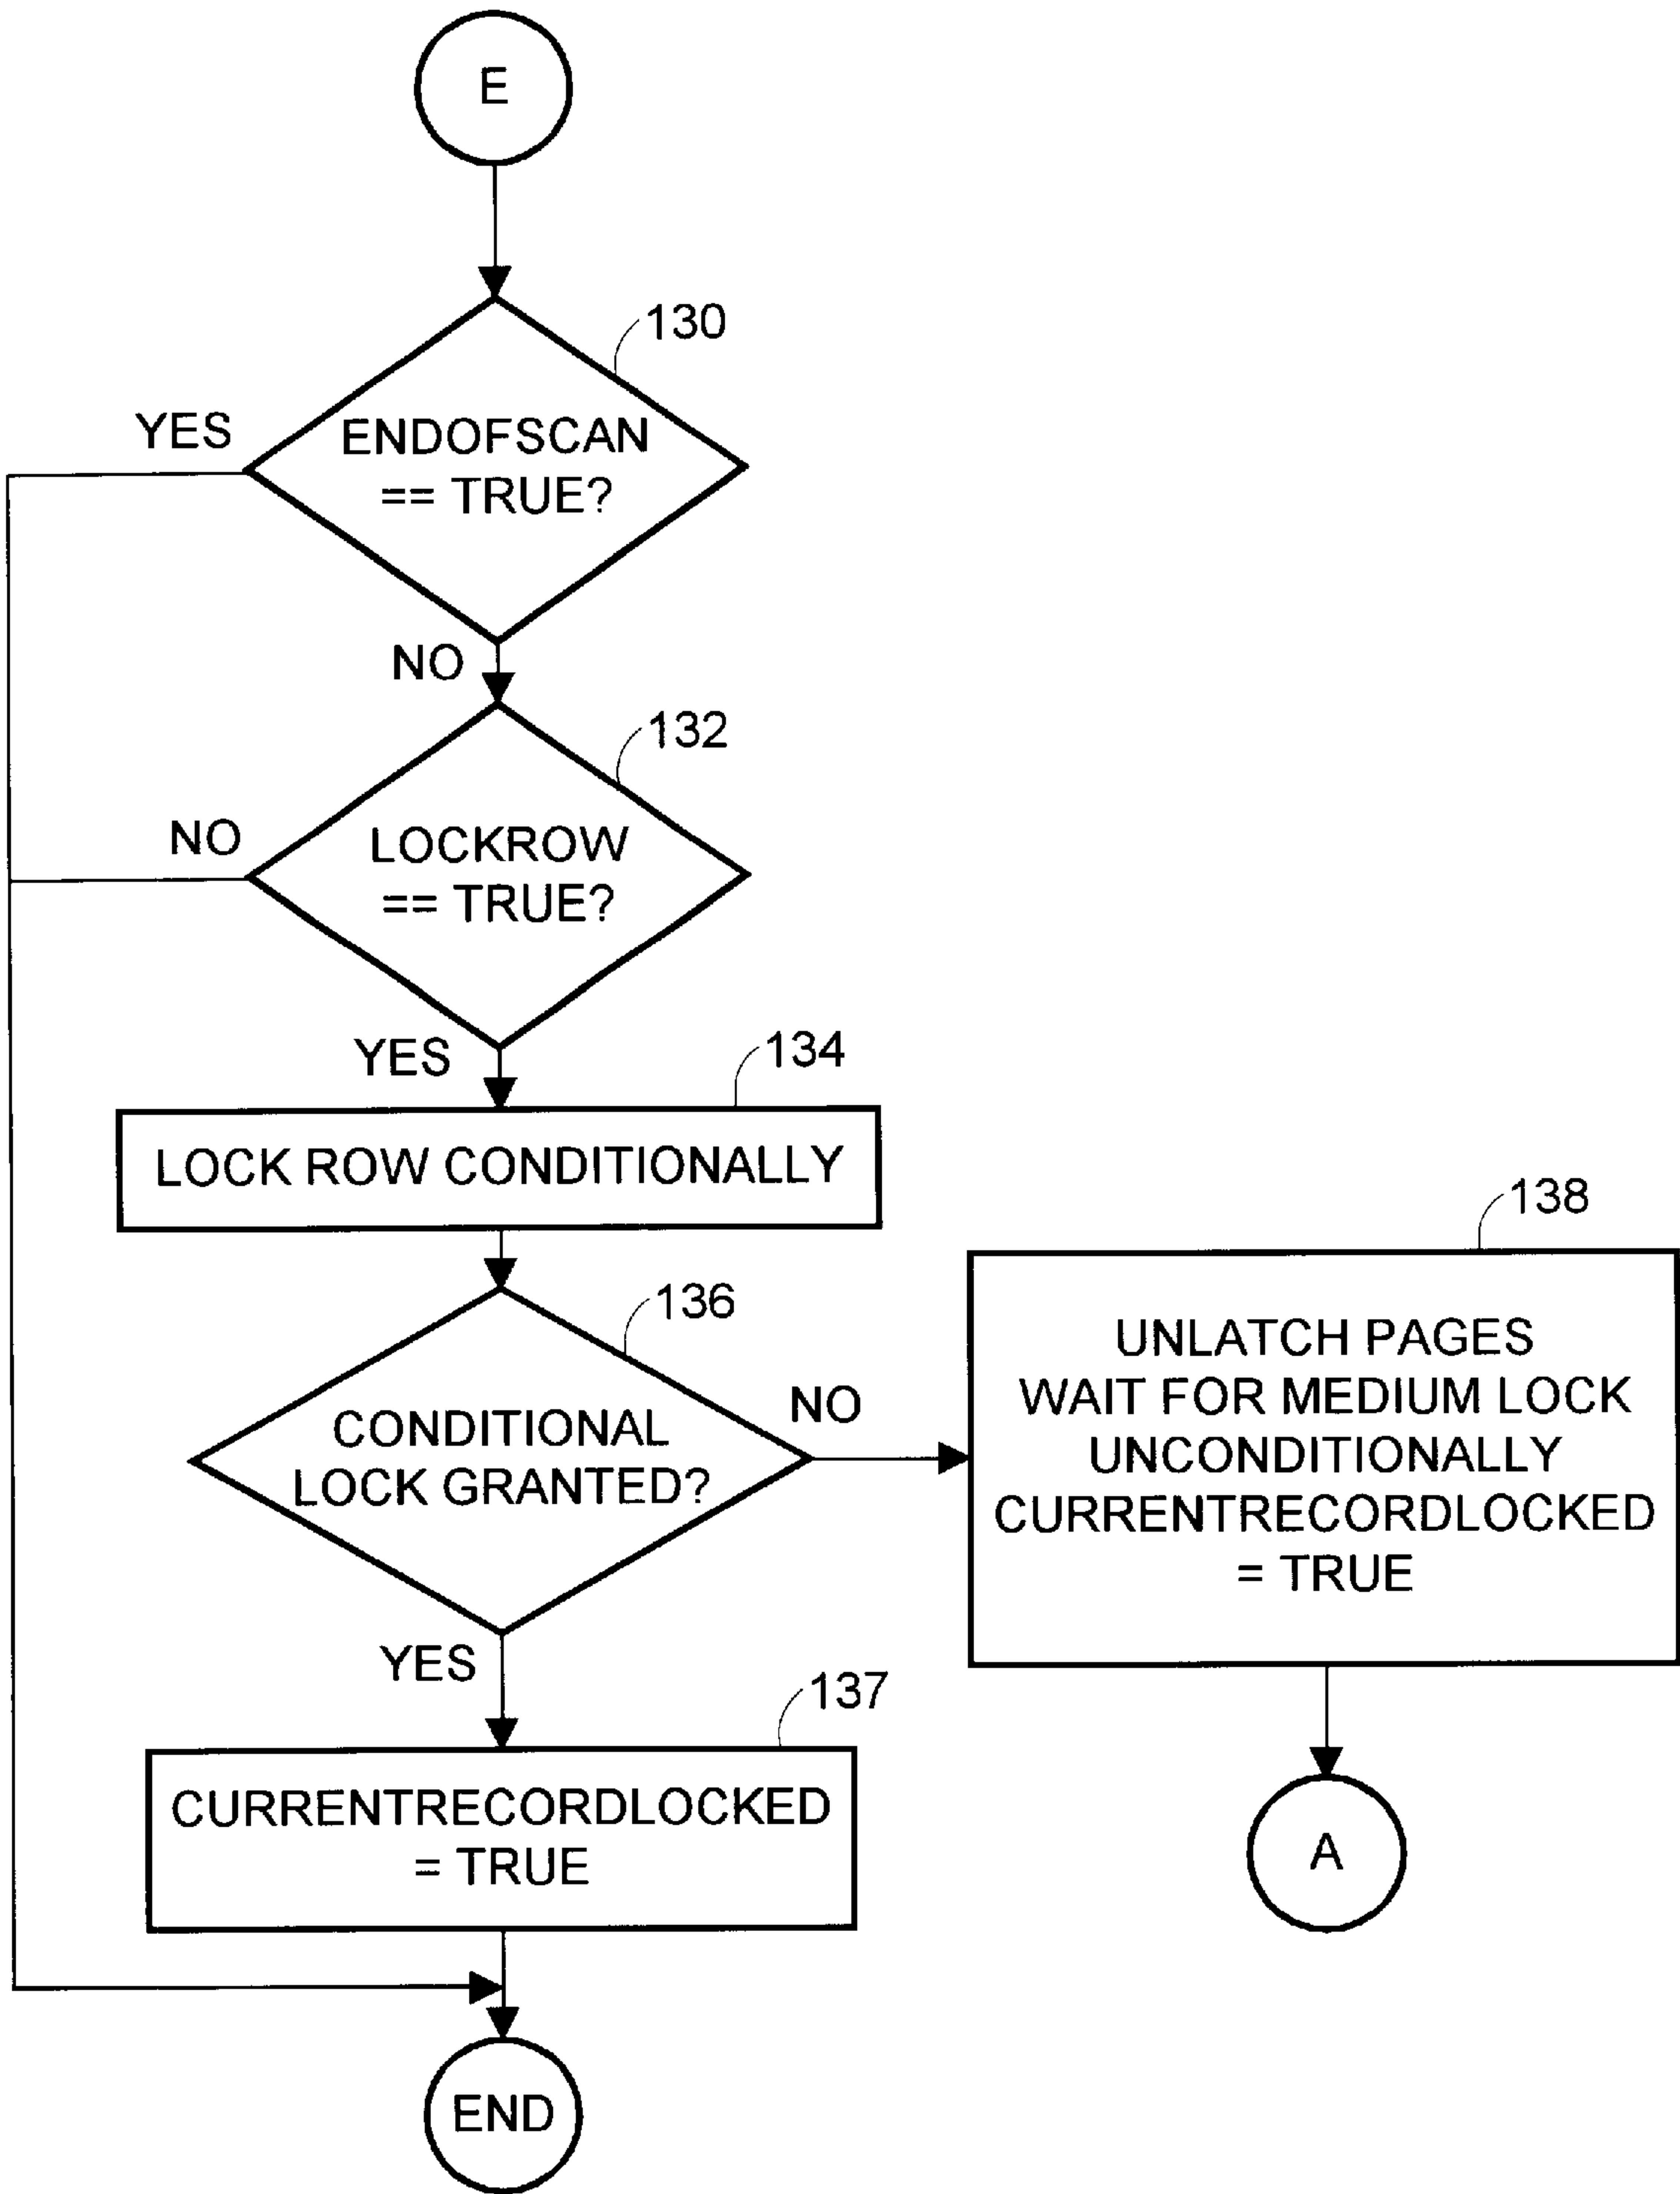 E
130
YES
ENDOFSCAN
== TRUE?
NO
132
NO
LOCKROW
== TRUE?
YES
134
LOCK ROW CONDITIONALLY
136
CONDITIONAL
LOCK GRANTED?
NO
138
UNLATCH PAGES
WAIT FOR MEDIUM LOCK
UNCONDITIONALLY
CURRENTRECORDLOCKED
= TRUE
YES
137
CURRENTRECORDLOCKED
= TRUE
A
END